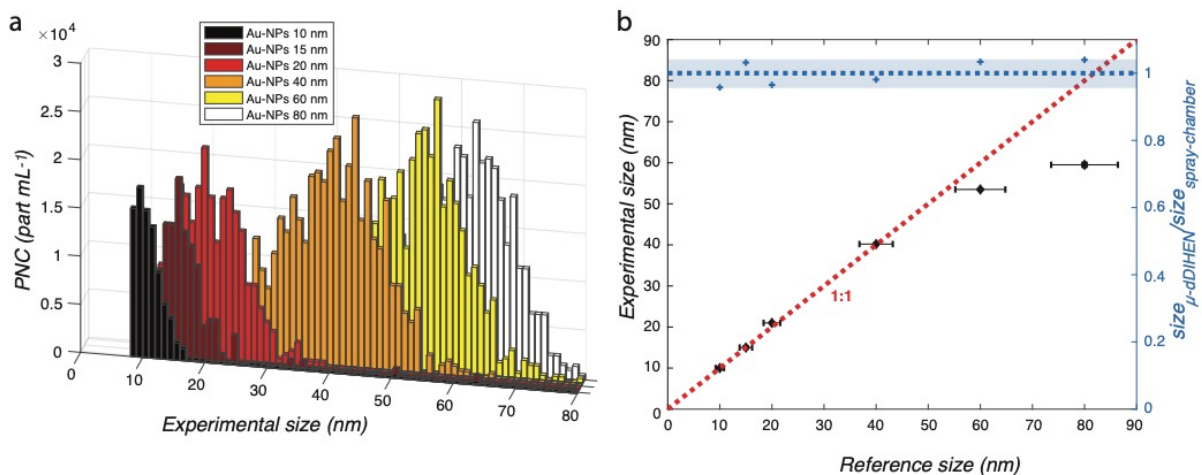 a
×10⁴
3
2.5
2
1.5
1
0.5
0
PNC (part mL-1)
Au-NPs 10 nm
Au-NPs 15 nm
Au-NPs 20 nm
Au-NPs 40 nm
Au-NPs 60 nm
Au-NPs 80 nm
0
10
20
30
40
50
60
70
80
Experimental size (nm)
b
90
80
70
60
50
40
30
20
10
0
Experimental size (nm)
1:1
0 10 20 30 40 50 60 70 80 90
Reference size (nm)
1
0.8
0.6
0.4
0.2
0
size μ-dDIHEN/size spray-chamber